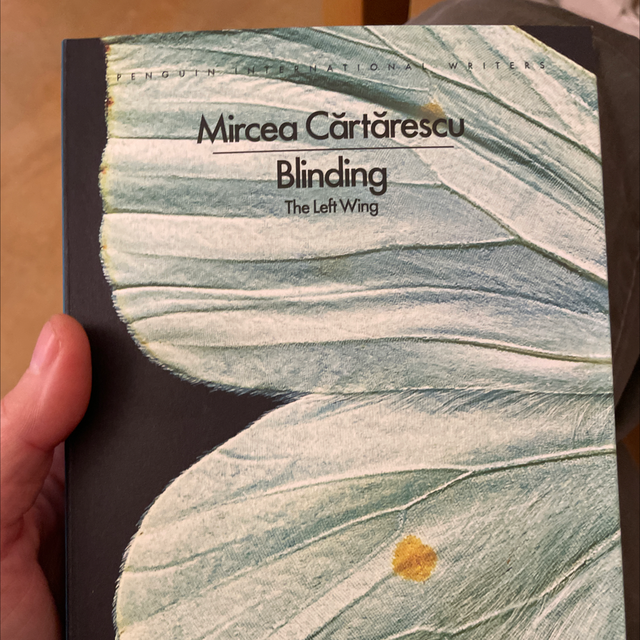 PENGUIN INTERNATIONAL WRITERS
Mircea Cărtărescu
Blinding
The Left Wing